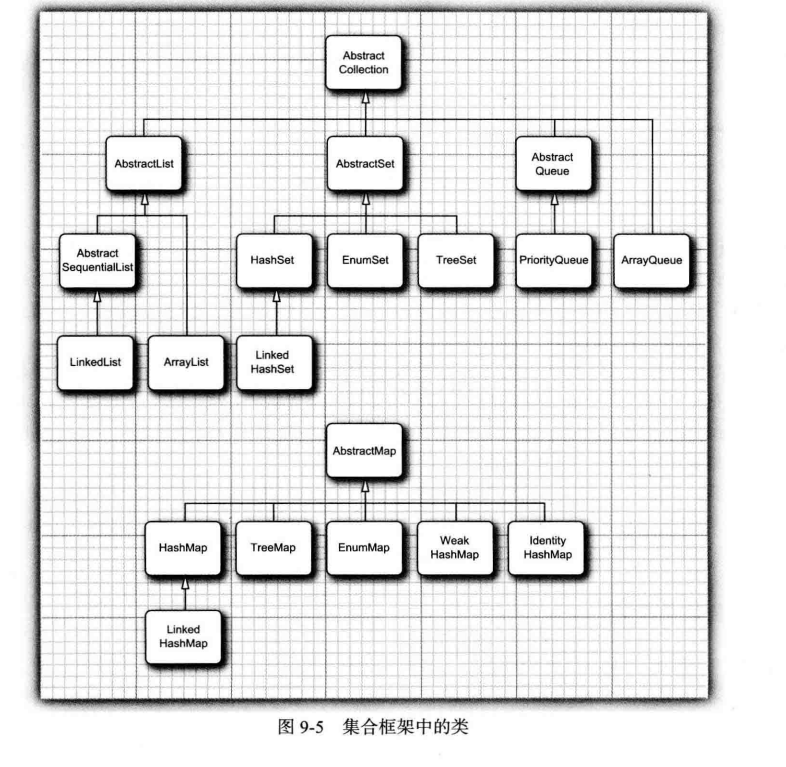 Abstract
Collection
AbstractList
AbstractSet
Abstract
Queue
Abstract
SequentialList
HashSet
EnumSet
TreeSet
PriorityQueue
ArrayQueue
LinkedList
ArrayList
Linked
HashSet
AbstractMap
HashMap
TreeMap
EnumMap
Weak
HashMap
Identity
HashMap
Linked
HashMap
图 9-5 集合框架中的类